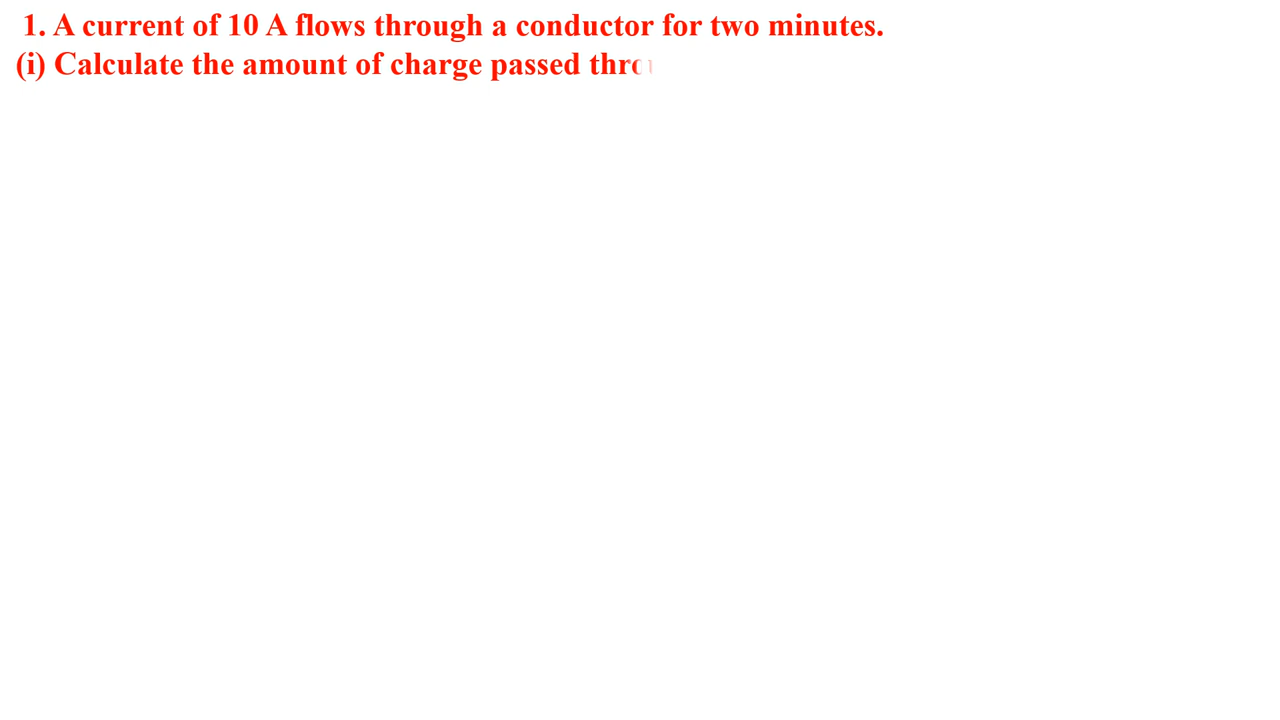 1. A current of 10 A flows through a conductor for two minutes.
(i) Calculate the amount of charge passed